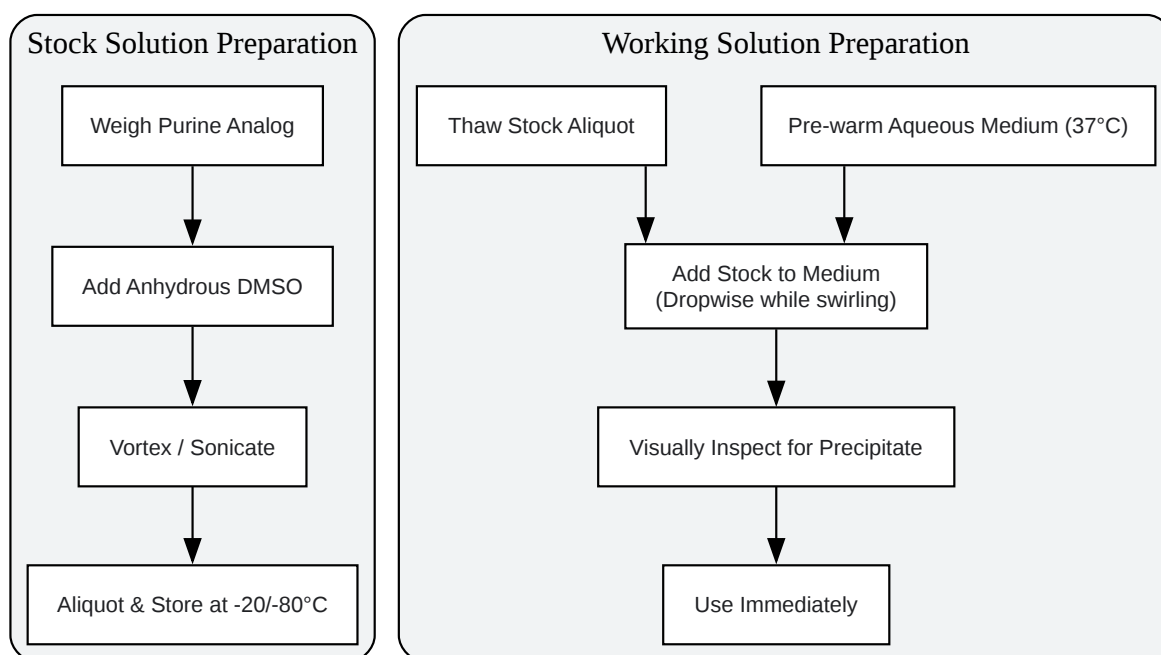 Stock Solution Preparation
Weigh Purine Analog
Add Anhydrous DMSO
Vortex / Sonicate
Aliquot & Store at -20/-80°C
Working Solution Preparation
Thaw Stock Aliquot
Pre-warm Aqueous Medium (37°C)
Add Stock to Medium
(Dropwise while swirling)
Visually Inspect for Precipitate
Use Immediately